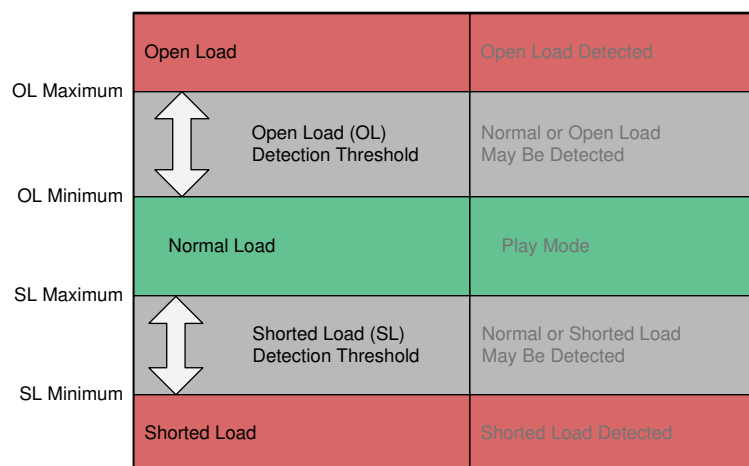 Open Load
Open Load Detected
OL Maximum
Open Load (OL)
Detection Threshold
Normal or Open Load
May Be Detected
OL Minimum
Normal Load
Play Mode
SL Maximum
Shorted Load (SL)
Detection Threshold
Normal or Shorted Load
May Be Detected
SL Minimum
Shorted Load
Shorted Load Detected